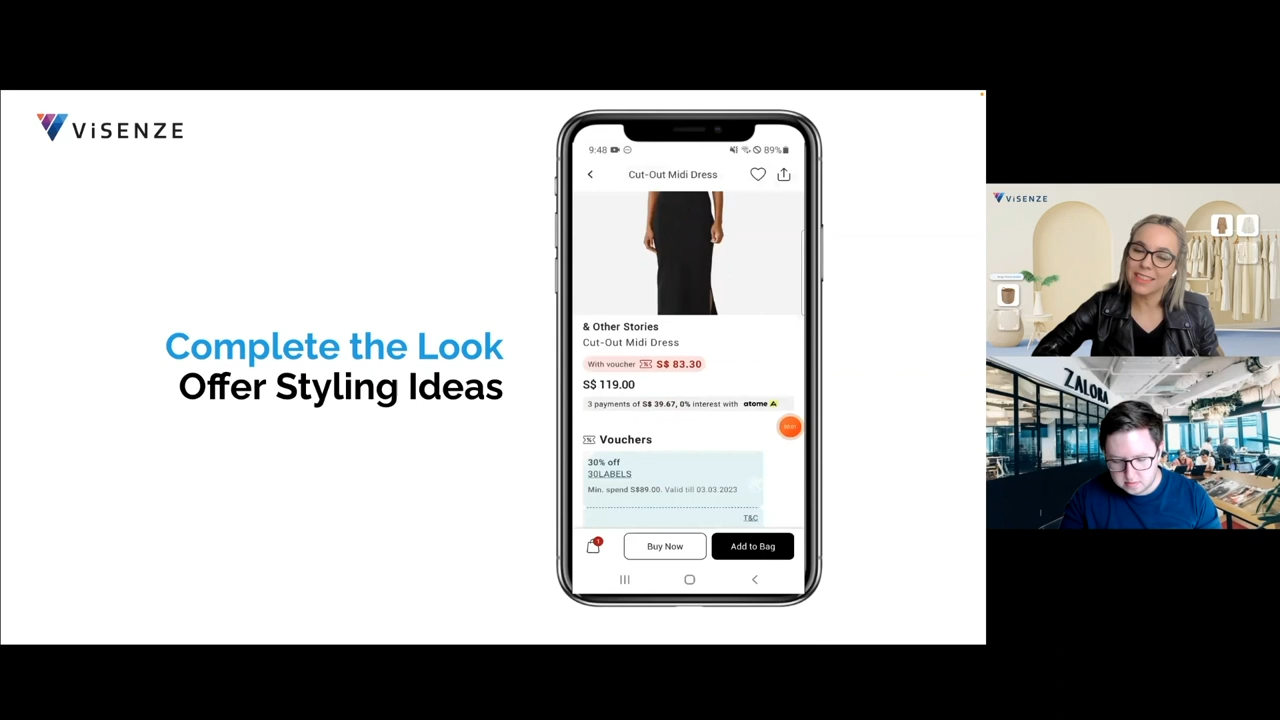 ViSENZE
Complete the Look
Offer Styling Ideas
9:48
89%
Cut-Out Midi Dress
& Other Stories
Cut-Out Midi Dress
With voucher S$ 83.30
S$ 119.00
3 payments of S$ 39.67, 0% interest with atome
Vouchers
30% off
30LABELS
Min. spend S$89.00. Valid till 03.03.2023
T&C
1
Buy Now
Add to Bag
ViSENZE
ZALORA